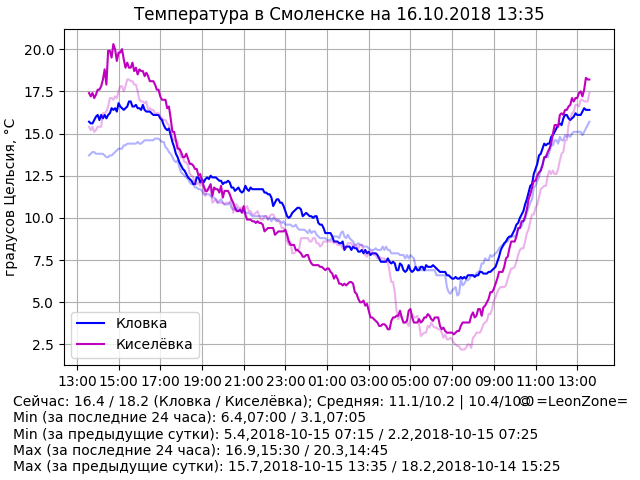 Температура в Смоленске на 16.10.2018 13:35
градусов Цельсия, °C
20.0
17.5
15.0
12.5
10.0
7.5
5.0
2.5
Кловка
Киселёвка
13:00 15:00 17:00 19:00 21:00 23:00 01:00 03:00 05:00 07:00 09:00 11:00 13:00
Сейчас: 16.4 / 18.2 (Кловка / Киселёвка); Средняя: 11.1/10.2 | 10.4/10.0 =LeonZone=
Min (за последние 24 часа): 6.4,07:00 / 3.1,07:05
Min (за предыдущие сутки): 5.4,2018-10-15 07:15 / 2.2,2018-10-15 07:25
Max (за последние 24 часа): 16.9,15:30 / 20.3,14:45
Max (за предыдущие сутки): 15.7,2018-10-15 13:35 / 18.2,2018-10-14 15:25